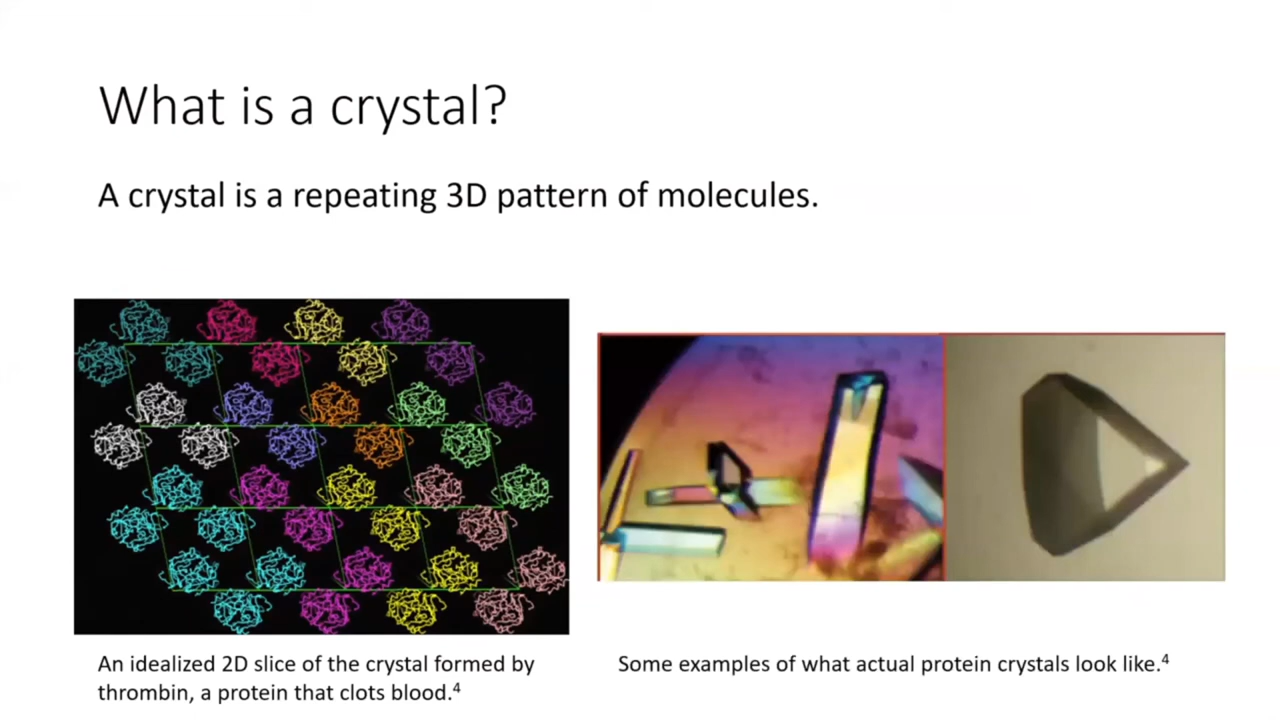 What is a crystal?
A crystal is a repeating 3D pattern of molecules.
An idealized 2D slice of the crystal formed by
thrombin, a protein that clots blood.⁴
Some examples of what actual protein crystals look like.⁴